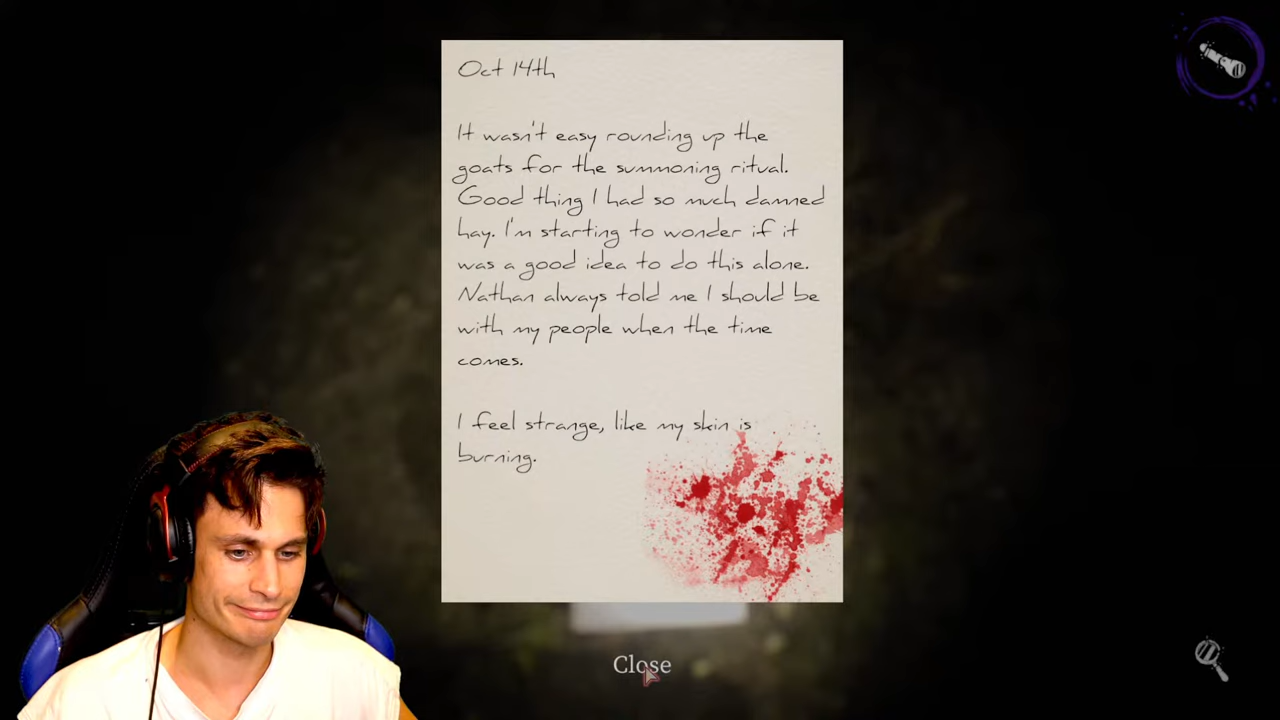 Oct 14th
It wasn't easy rounding up the
goats for the summoning ritual.
Good thing I had so much damned
hay. I'm starting to wonder if it
was a good idea to do this alone.
Nathan always told me I should be
with my people when the time
comes.
I feel strange, like my skin is
burning.
Close